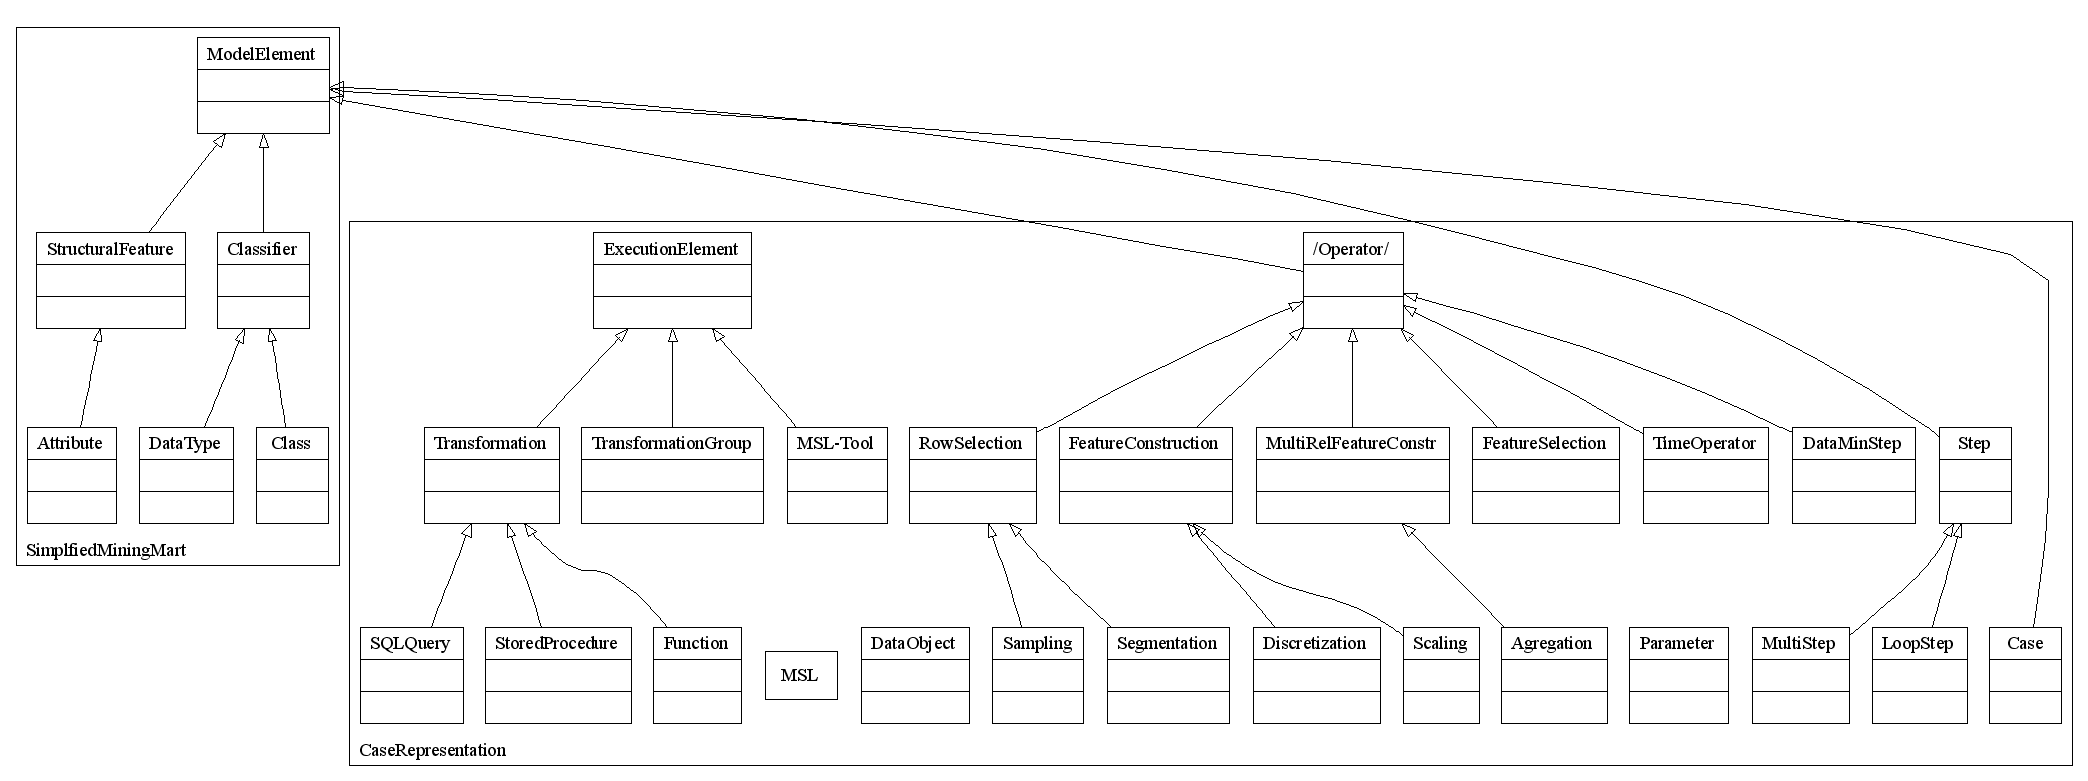 ModelElement
StructuralFeature
Classifier
ExecutionElement
/Operator/
Attribute
DataType
Class
Transformation
TransformationGroup
MSL-Tool
RowSelection
FeatureConstruction
MultiRelFeatureConstr
FeatureSelection
TimeOperator
DataMinStep
Step
SimplfiedMiningMart
SQLQuery
StoredProcedure
Function
MSL
DataObject
Sampling
Segmentation
Discretization
Scaling
Agregation
Parameter
MultiStep
LoopStep
Case
CaseRepresentation